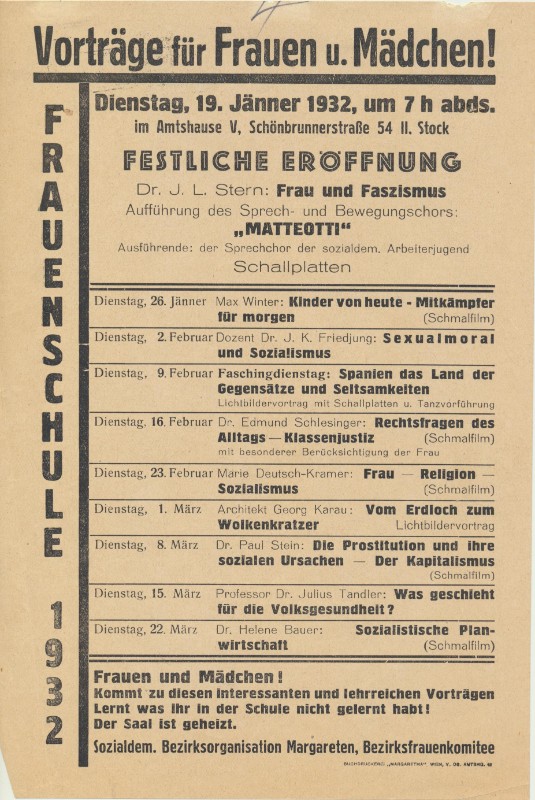 Vorträge für Frauen u. Mädchen!
FRAUENSCHULE 1932
Dienstag, 19. Jänner 1932, um 7 h abds.
im Amtshause V, Schönbrunnerstraße 54 II. Stock
FESTLICHE ERÖFFNUNG
Dr. J. L. Stern: Frau und Faszismus
Aufführung des Sprech- und Bewegungschors:
„MATTEOTTI"
Ausführende: der Sprechchor der sozialdem. Arbeiterjugend
Schallplatten
Dienstag, 26. Jänner Max Winter: Kinder von heute - Mitkämpfer
für morgen (Schmalfilm)
Dienstag, 2. Februar Dozent Dr. J. K. Friedjung: Sexualmoral
und Sozialismus
Dienstag, 9. Februar Faschingdienstag: Spanien das Land der
Gegensätze und Seltsamkeiten
Lichtbildervortrag mit Schallplatten u. Tanzvorführung
Dienstag, 16. Februar Dr. Edmund Schlesinger: Rechtsfragen des
Alltags — Klassenjustiz (Schmalfilm)
mit besonderer Berücksichtigung der Frau
Dienstag, 23. Februar Marie Deutsch-Kramer: Frau — Religion —
Sozialismus (Schmalfilm)
Dienstag, 1. März Architekt Georg Karau: Vom Erdloch zum
Wolkenkratzer Lichtbildervortrag
Dienstag, 8. März Dr. Paul Stein: Die Prostitution und ihre
sozialen Ursachen — Der Kapitalismus
(Schmalfilm)
Dienstag, 15. März Professor Dr. Julius Tandler: Was geschieht
für die Volksgesundheit?
Dienstag, 22. März Dr. Helene Bauer: Sozialistische Plan-
wirtschaft (Schmalfilm)
Frauen und Mädchen!
Kommt zu diesen interessanten und lehrreichen Vorträgen
Lernt was Ihr in der Schule nicht gelernt habt!
Der Saal ist geheizt.
Sozialdem. Bezirksorganisation Margareten, Bezirksfrauenkomitee
BUCHDRUCKEREI „MARGARETHA" WIEN, V.